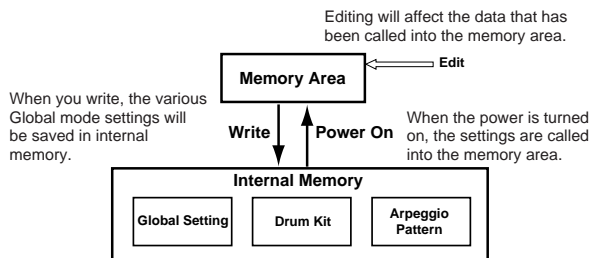 Editing will affect the data that has
been called into the memory area.
Edit
Memory Area
When you write, the various
Global mode settings will
be saved in internal
memory.
Write
Power On
When the power is turned
on, the settings are called
into the memory area.
Internal Memory
Global Setting
Drum Kit
Arpeggio
Pattern